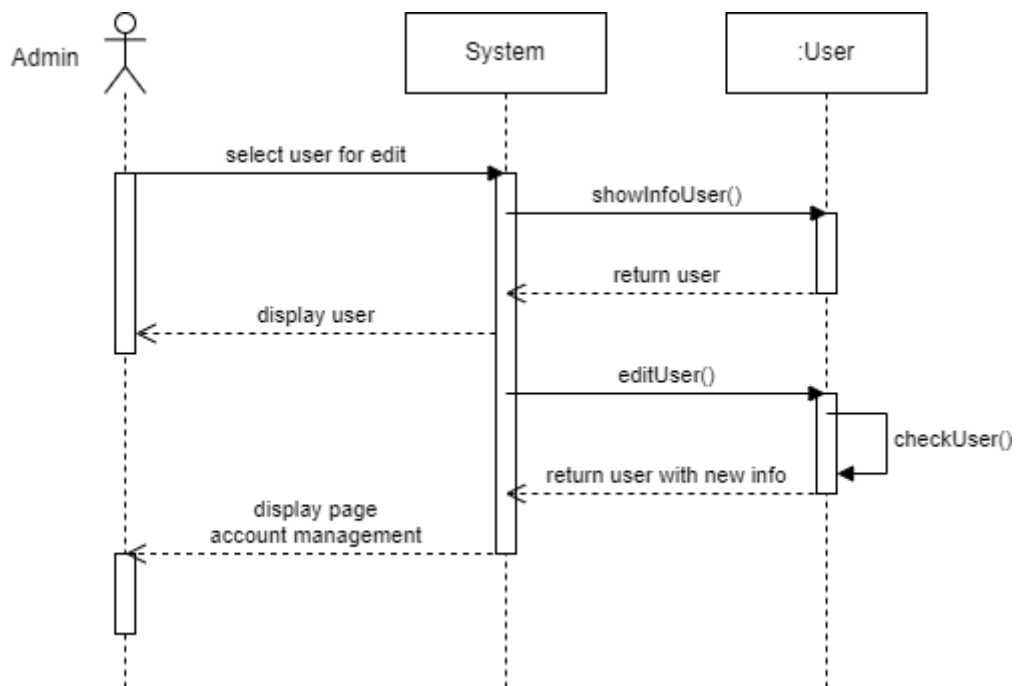 Admin
System
:User
select user for edit
showInfoUser()
return user
display user
editUser()
checkUser()
return user with new info
display page
account management